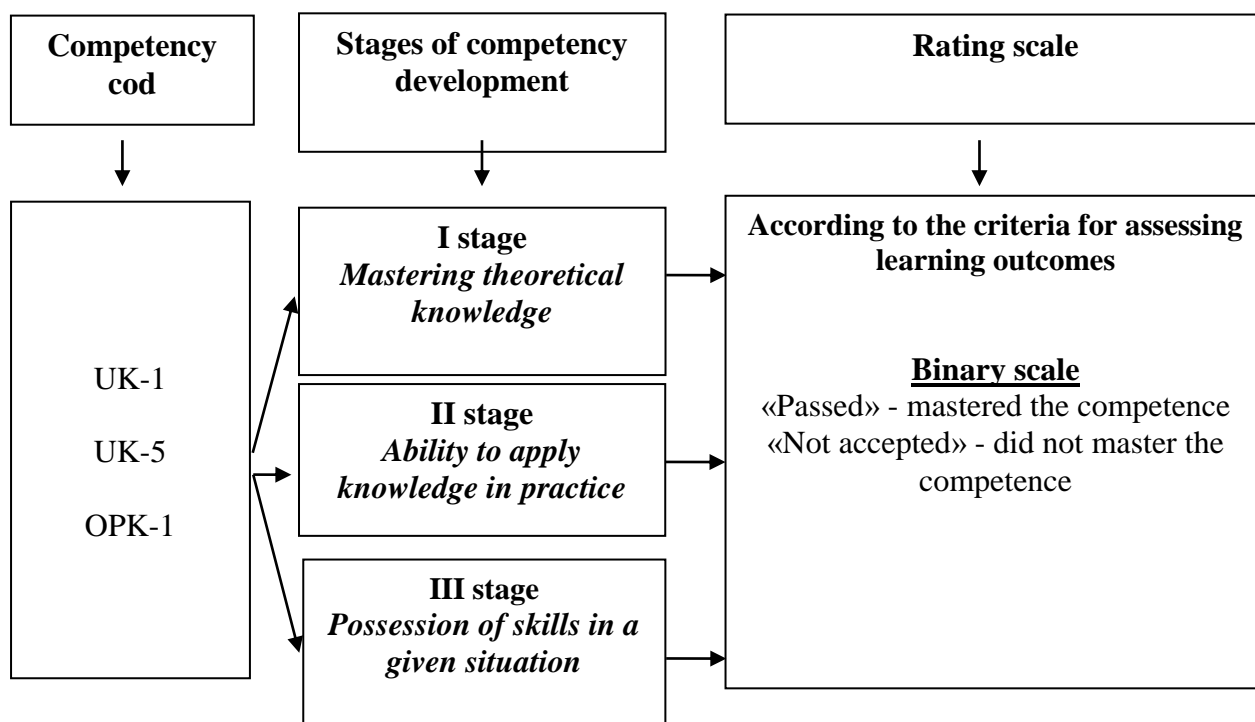 Competency
cod
Stages of competency
development
Rating scale
UK-1
UK-5
OPK-1
I stage
Mastering theoretical
knowledge
II stage
Ability to apply
knowledge in practice
III stage
Possession of skills in a
given situation
According to the criteria for assessing
learning outcomes
Binary scale
«Passed» - mastered the competence
«Not accepted» - did not master the
competence